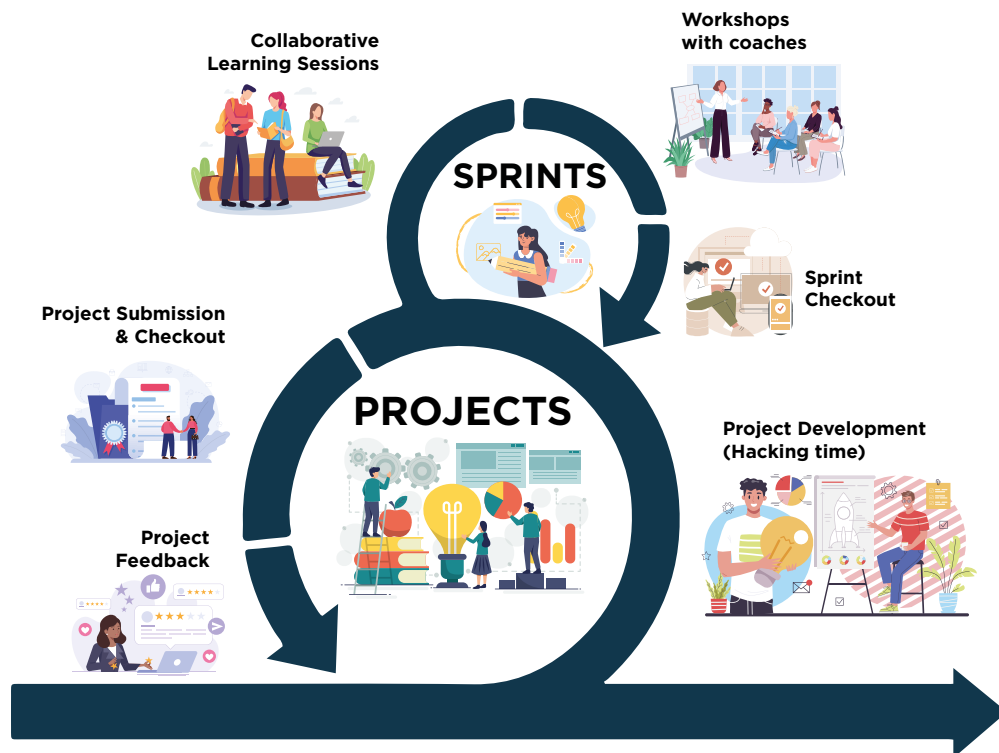 Workshops
with coaches
Collaborative
Learning Sessions
SPRINTS
Sprint
Checkout
Project Submission
& Checkout
PROJECTS
Project Development
(Hacking time)
Project
Feedback